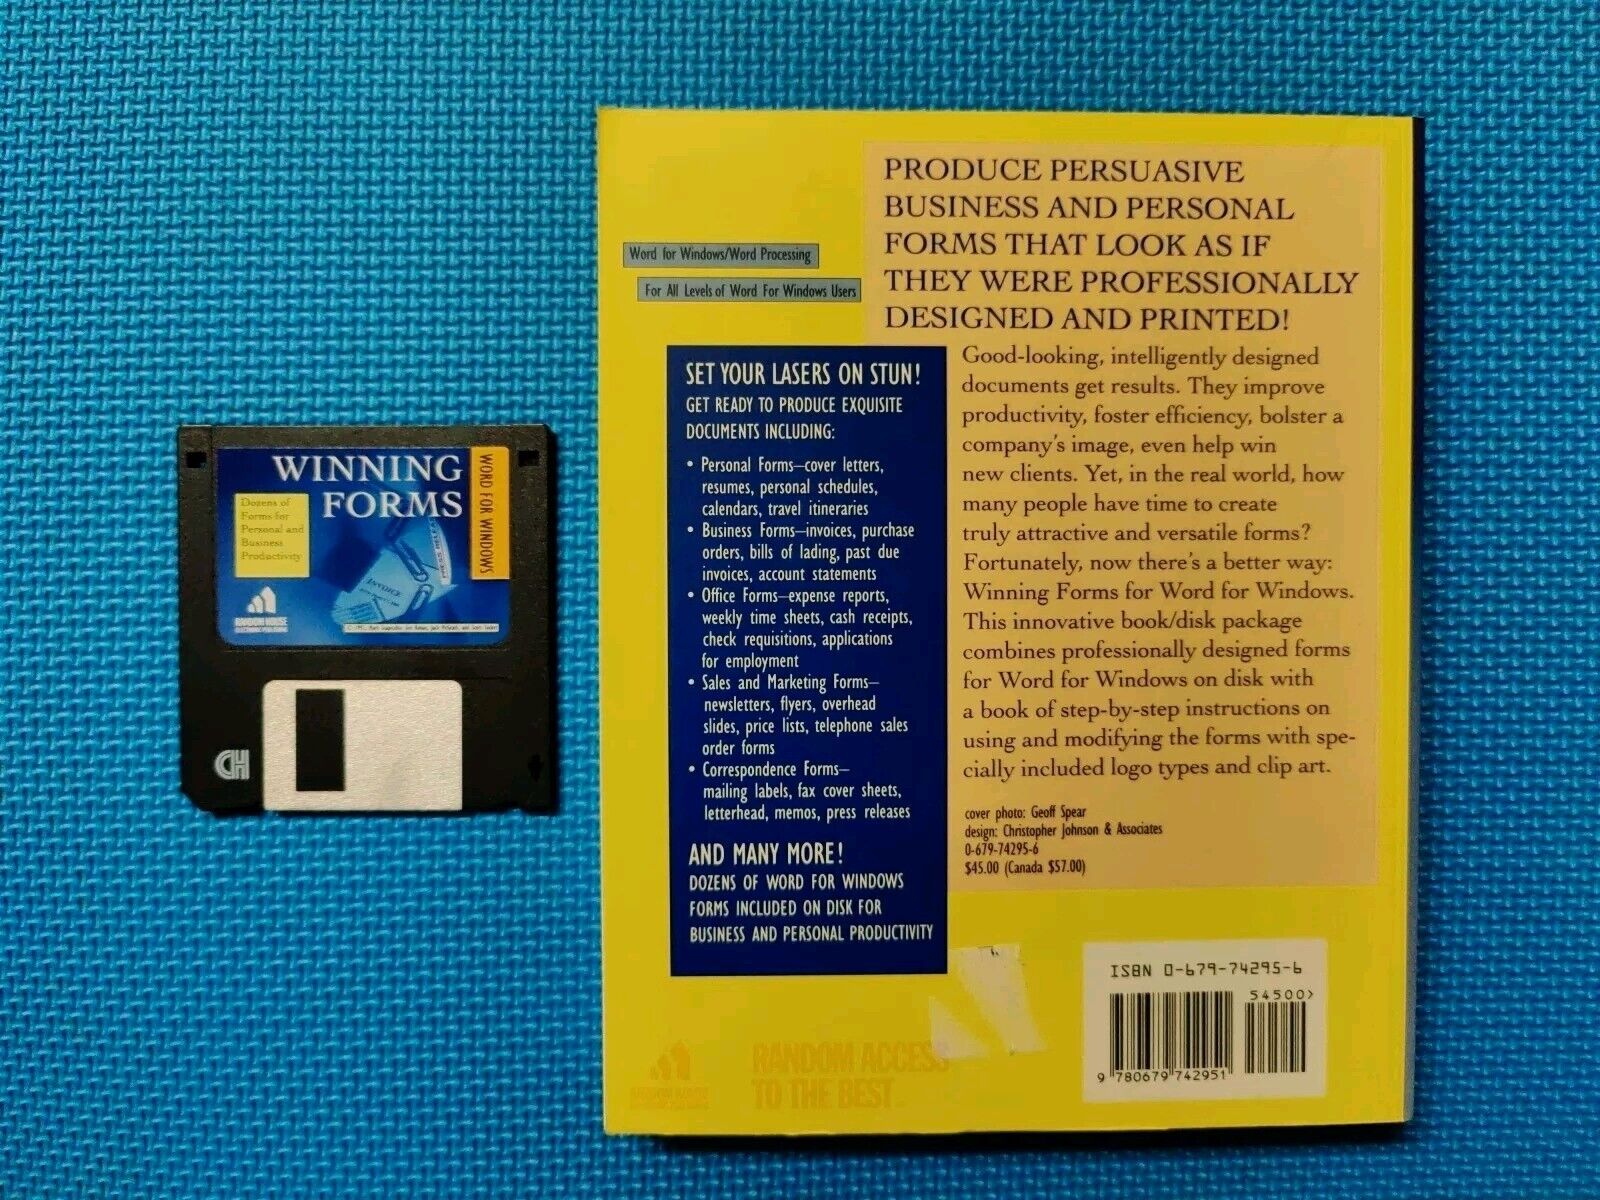 WINNING
FORMS
WORD FOR WINDOWS
Dozens of
Forms for
Personal and
Business
Productivity
PRESS RELEASE
INVOICE
RANDOM HOUSE
CH
PRODUCE PERSUASIVE
BUSINESS AND PERSONAL
FORMS THAT LOOK AS IF
THEY WERE PROFESSIONALLY
DESIGNED AND PRINTED!
Word for Windows/Word Processing
For All Levels of Word For Windows Users
SET YOUR LASERS ON STUN!
GET READY TO PRODUCE EXQUISITE
DOCUMENTS INCLUDING:
• Personal Forms—cover letters,
resumes, personal schedules,
calendars, travel itineraries
• Business Forms—invoices, purchase
orders, bills of lading, past due
invoices, account statements
• Office Forms—expense reports,
weekly time sheets, cash receipts,
check requisitions, applications
for employment
• Sales and Marketing Forms—
newsletters, flyers, overhead
slides, price lists, telephone sales
order forms
• Correspondence Forms—
mailing labels, fax cover sheets,
letterhead, memos, press releases
AND MANY MORE!
DOZENS OF WORD FOR WINDOWS
FORMS INCLUDED ON DISK FOR
BUSINESS AND PERSONAL PRODUCTIVITY
Good-looking, intelligently designed
documents get results. They improve
productivity, foster efficiency, bolster a
company's image, even help win
new clients. Yet, in the real world, how
many people have time to create
truly attractive and versatile forms?
Fortunately, now there's a better way:
Winning Forms for Word for Windows.
This innovative book/disk package
combines professionally designed forms
for Word for Windows on disk with
a book of step-by-step instructions on
using and modifying the forms with spe-
cially included logo types and clip art.
cover photo: Geoff Spear
design: Christopher Johnson & Associates
0-679-74295-6
$45.00 (Canada $57.00)
RANDOM HOUSE
RANDOM ACCESS
TO THE BEST
ISBN 0-679-74295-6
54500>
9 780679 742951